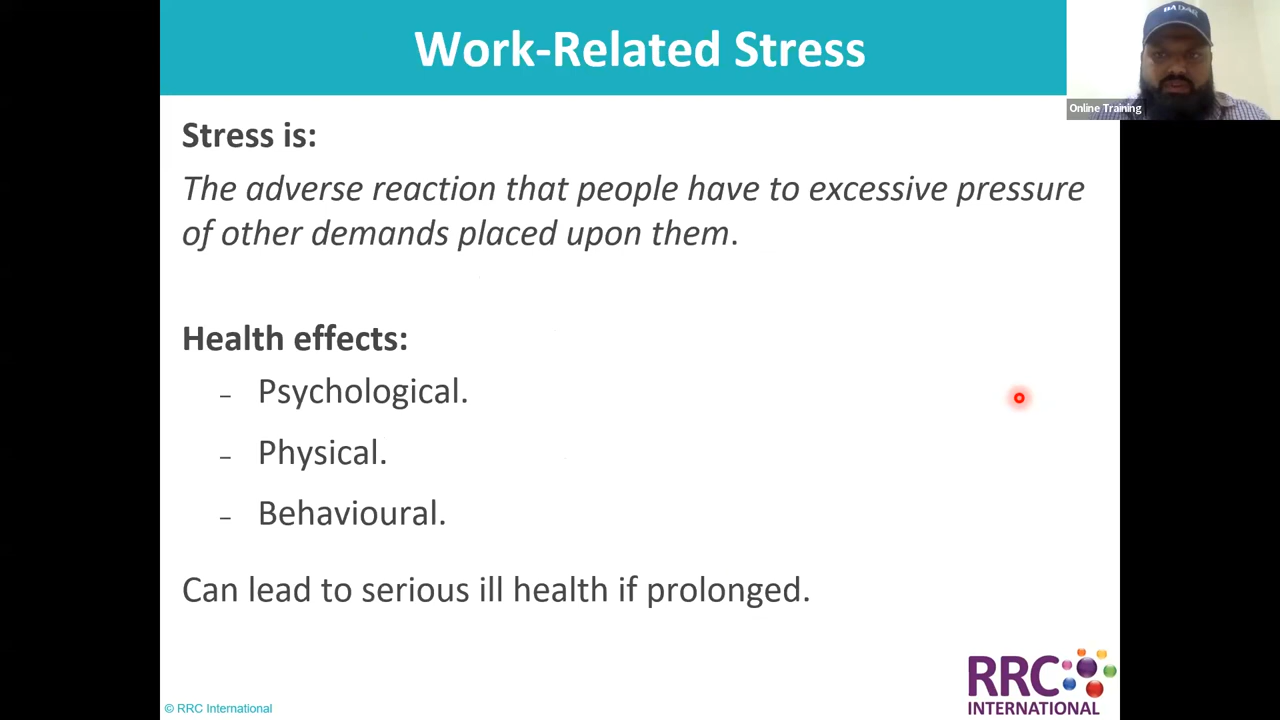 Work-Related Stress
Online Training
Stress is:
The adverse reaction that people have to excessive pressure
of other demands placed upon them.
Health effects:
– Psychological.
– Physical.
– Behavioural.
Can lead to serious ill health if prolonged.
© RRC International
RRC
INTERNATIONAL